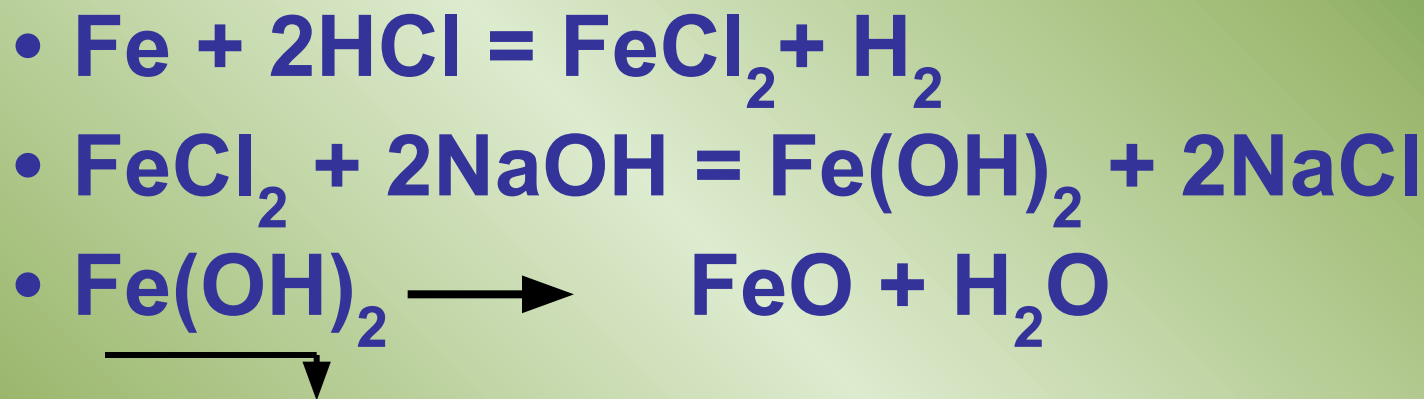 • Fe + 2HCl = FeCl₂+ H₂
• FeCl₂ + 2NaOH = Fe(OH)₂ + 2NaCl
• Fe(OH)₂ ⟶ FeO + H₂O